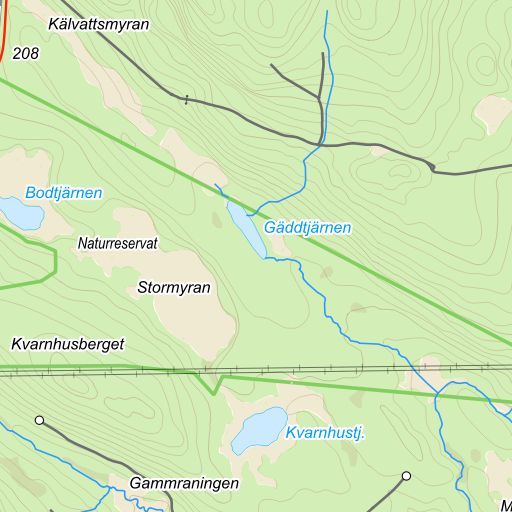 Kälvattsmyran
208
Bodtjärnen
Gäddtjärnen
Naturreservat
Stormyran
Kvarnhusberget
Kvarnhustj.
Gammraningen
M